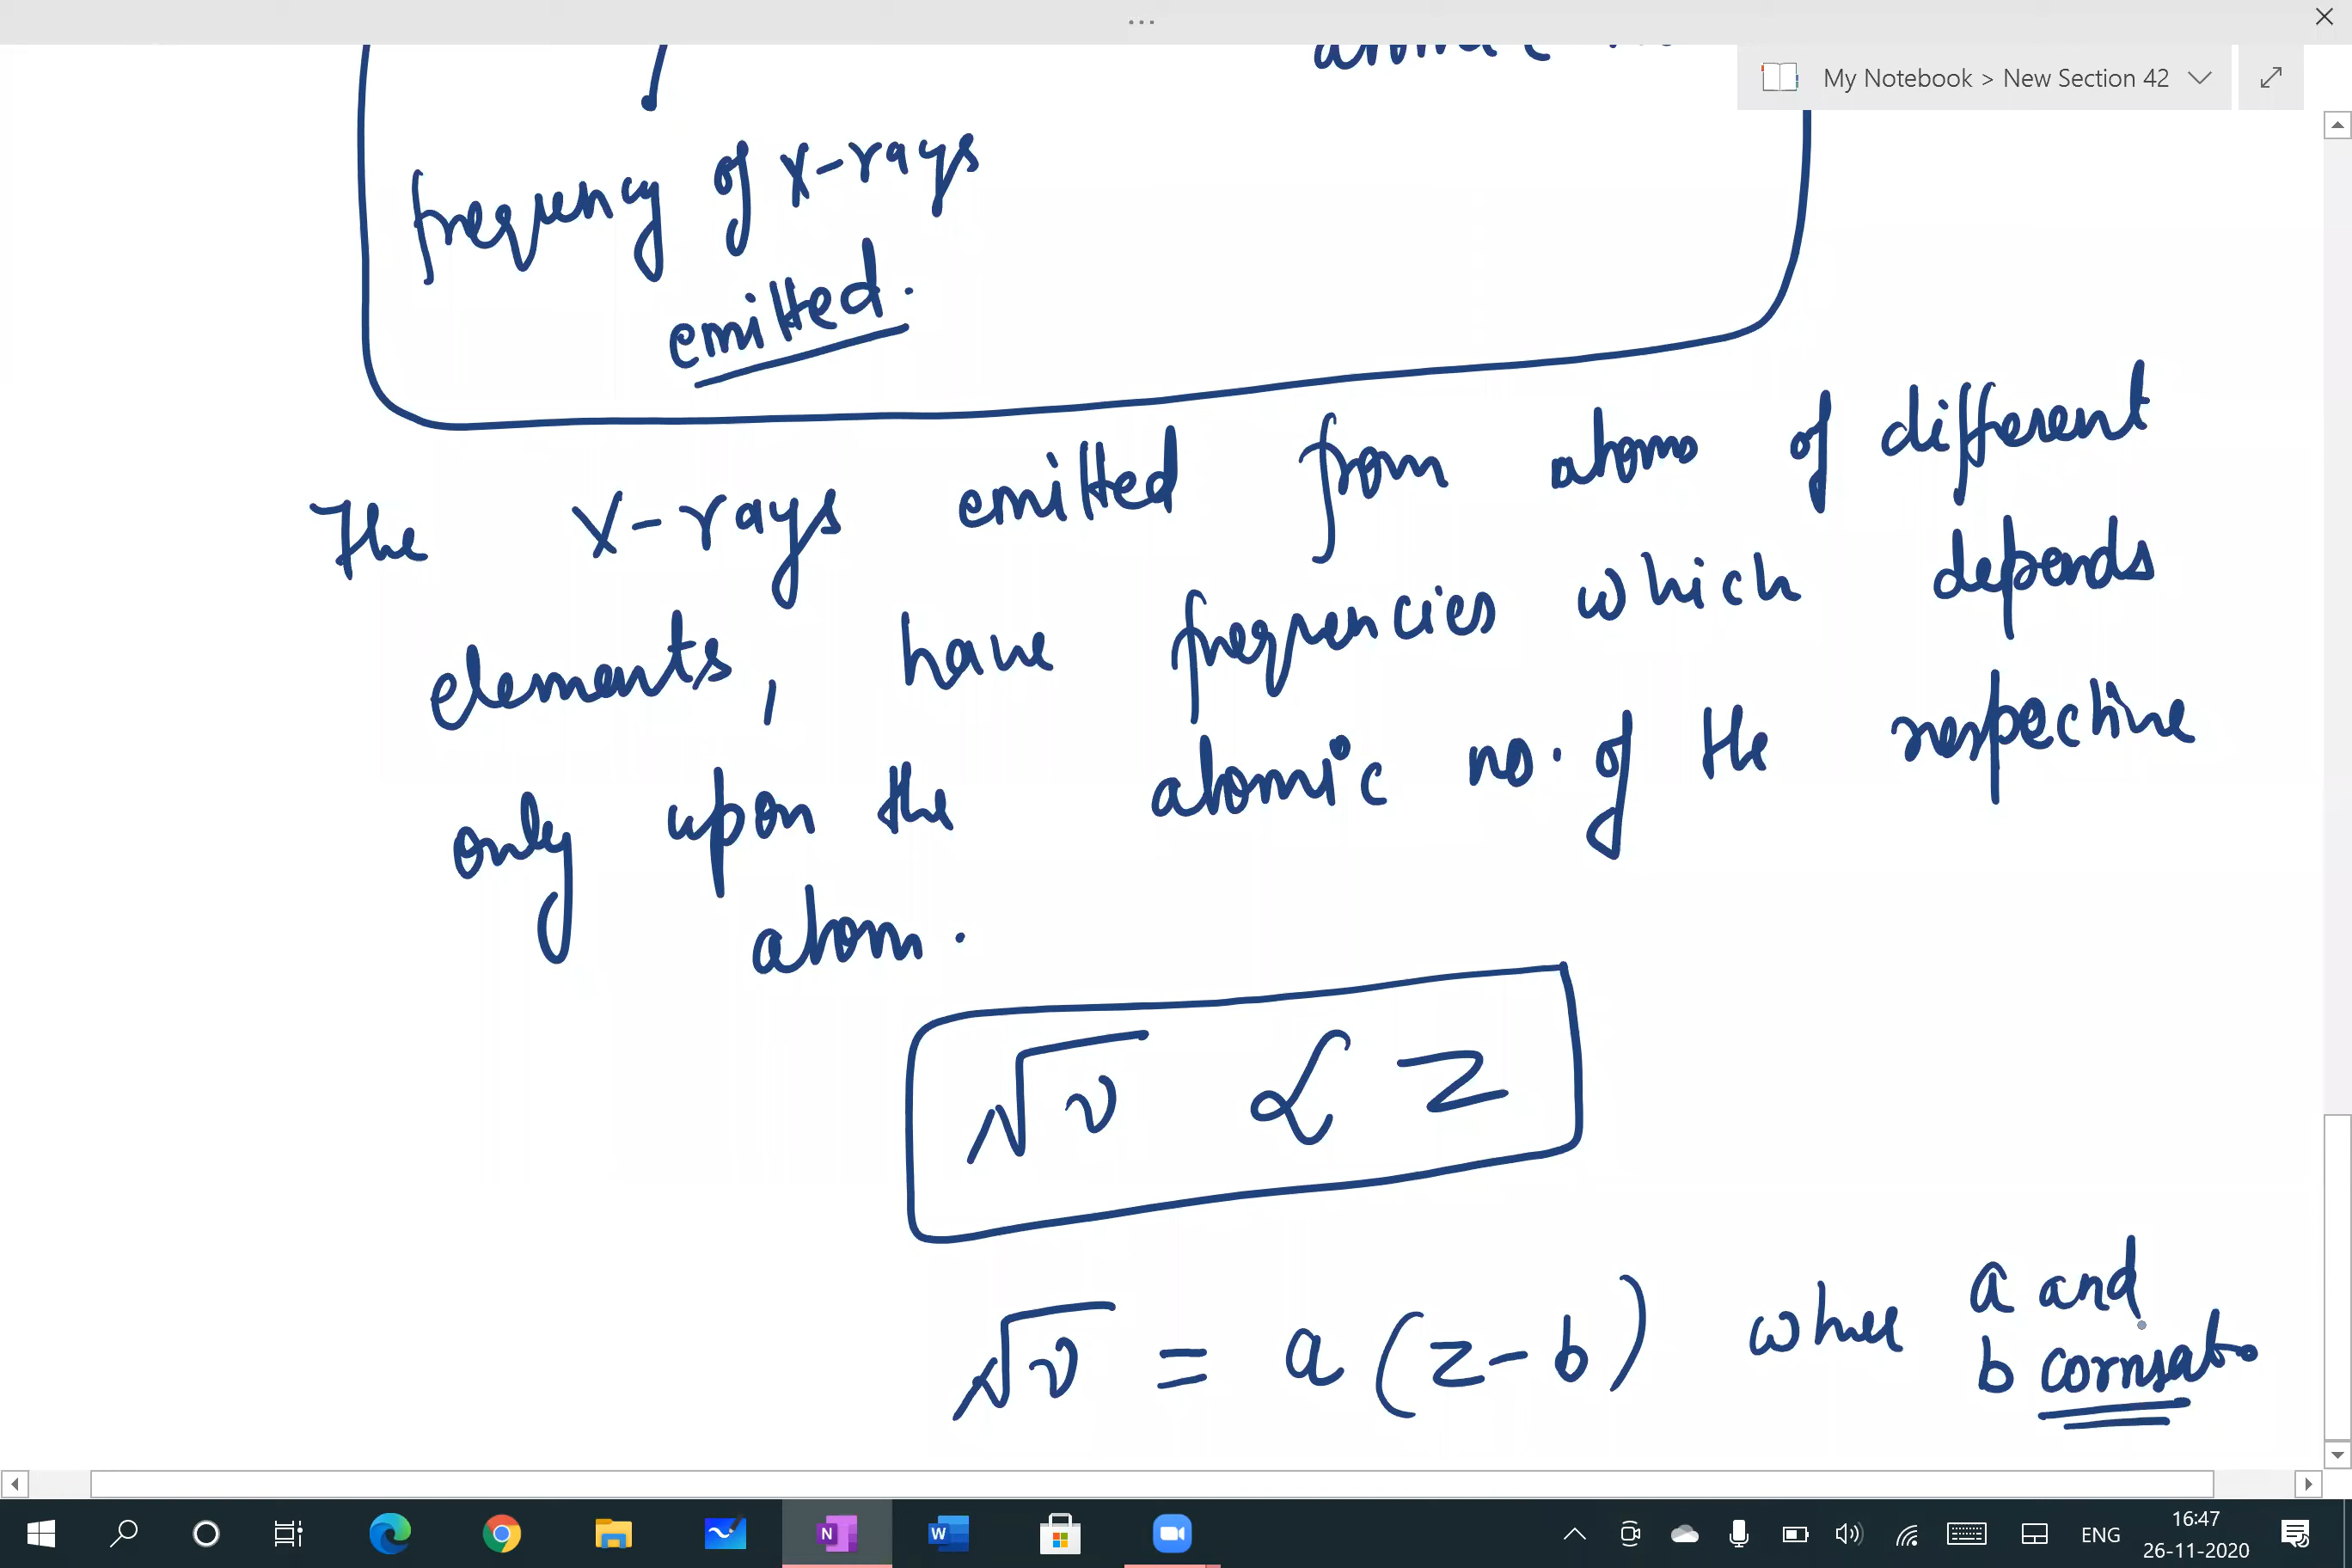 ...
My Notebook > New Section 42
frequency of X-rays
emitted.
The X-rays emitted from atoms of different
elements, have frequencies which depends
only upon the atomic no. of the respective
atom.
√ν ∝ Z
√ν = a (z-b) where a and
b
N
W
ENG
16:47
26-11-2020